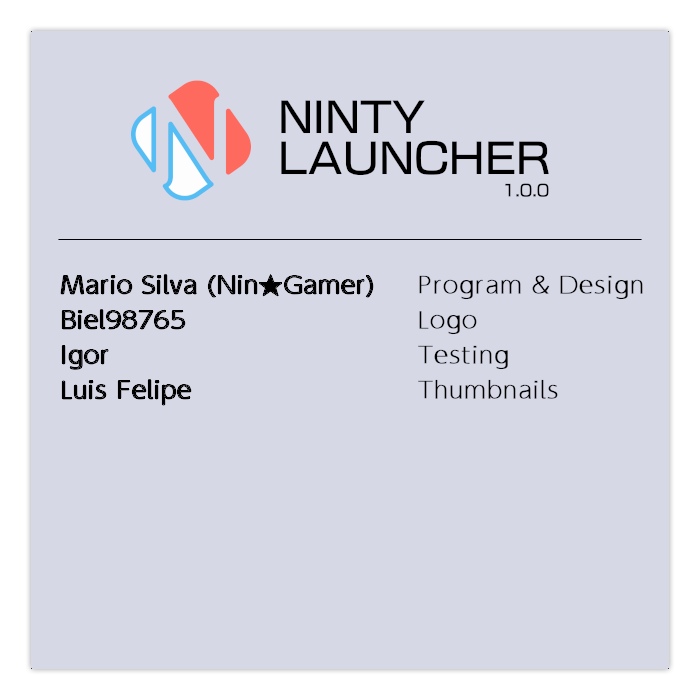 NINTY
LAUNCHER
1.0.0
Mario Silva (Nin★Gamer) Program & Design
Biel98765 Logo
Igor Testing
Luis Felipe Thumbnails